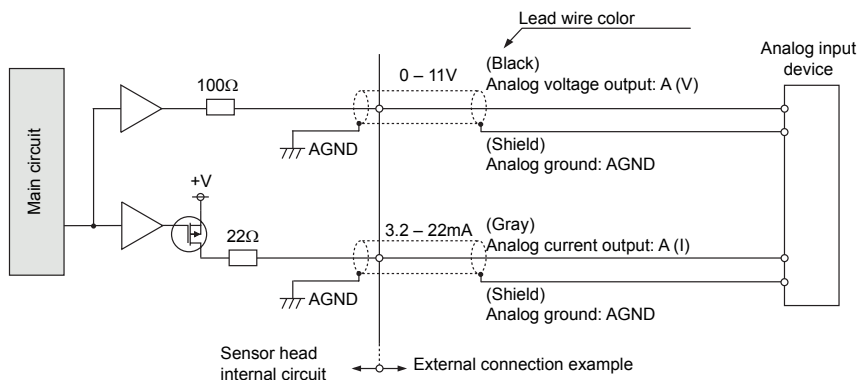 Lead wire color
Analog input
device
0 – 11V
(Black)
Analog voltage output: A (V)
100Ω
AGND
(Shield)
Analog ground: AGND
Main circuit
+V
22Ω
3.2 – 22mA
(Gray)
Analog current output: A (I)
AGND
(Shield)
Analog ground: AGND
Sensor head
internal circuit
External connection example